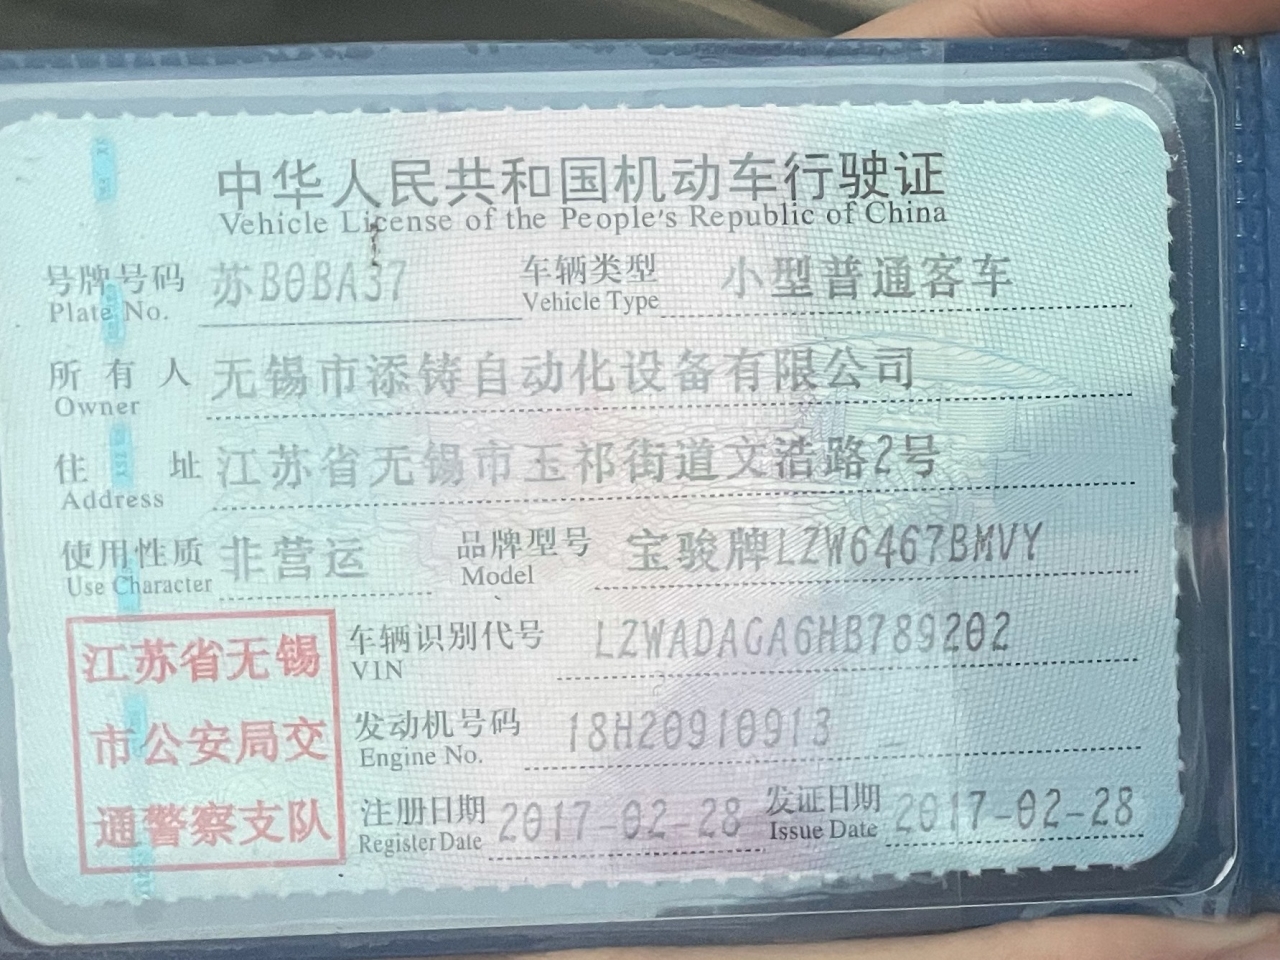 中华人民共和国机动车行驶证
Vehicle License of the People's Republic of China
号牌号码 苏B0BA37 车辆类型 小型普通客车
Plate No. Vehicle Type
所有人 无锡市添铸自动化设备有限公司
Owner
住址 江苏省无锡市玉祁街道文浩路2号
Address
使用性质 非营运 品牌型号 宝骏牌LZW6467BMVY
Use Character Model
江苏省无锡
市公安局交
通警察支队
车辆识别代号 LZWADAGA6HB789202
VIN
发动机号码 18H20910913
Engine No.
注册日期 2017-02-28 发证日期 2017-02-28
Register Date Issue Date